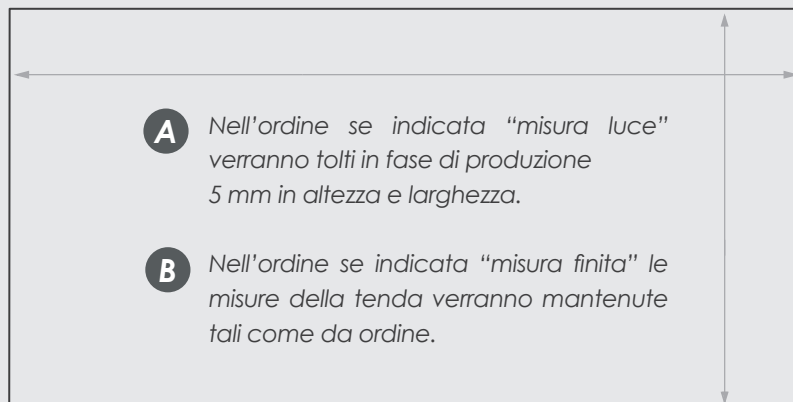 A Nell’ordine se indicata “misura luce”
verranno tolti in fase di produzione
5 mm in altezza e larghezza.
B Nell’ordine se indicata “misura finita” le
misure della tenda verranno mantenute
tali come da ordine.